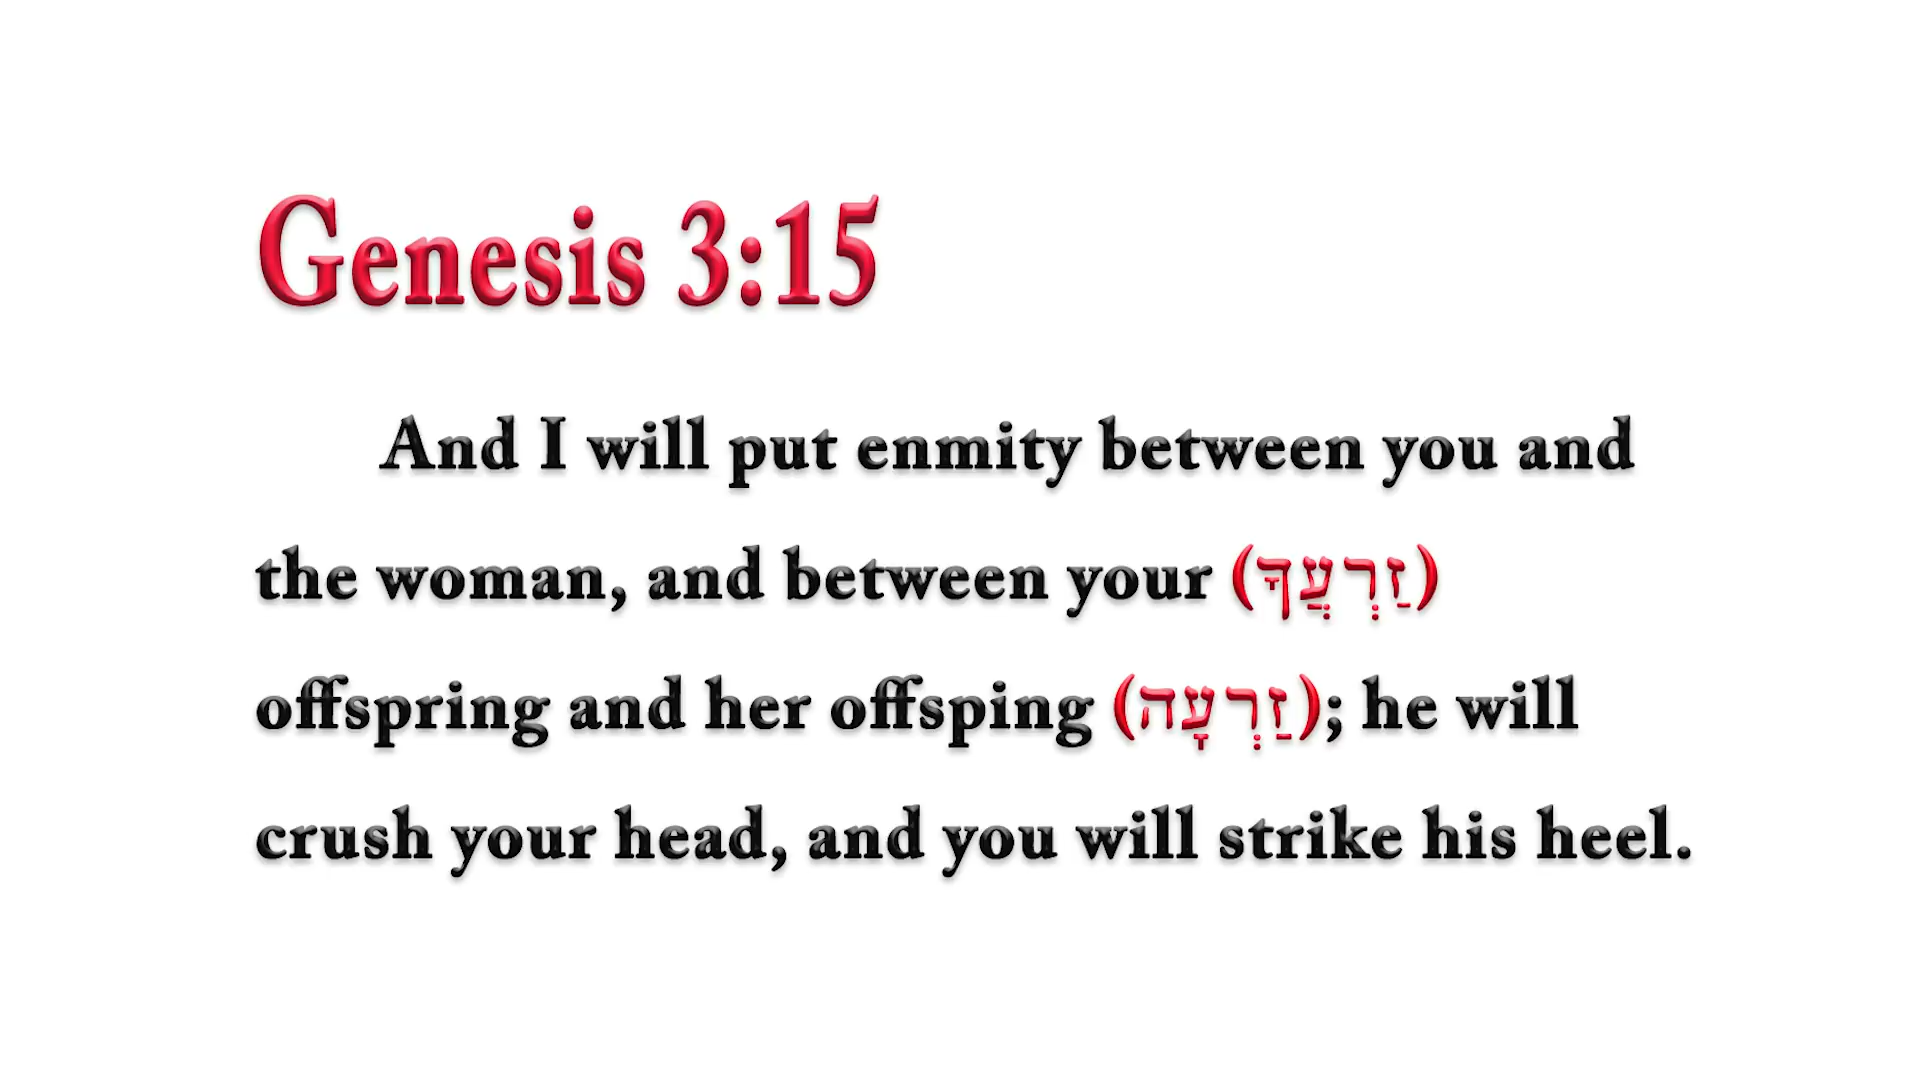 Genesis 3:15
And I will put enmity between you and
the woman, and between your (זַרְעֲךָ)
offspring and her offsping (זַרְעָהּ); he will
crush your head, and you will strike his heel.